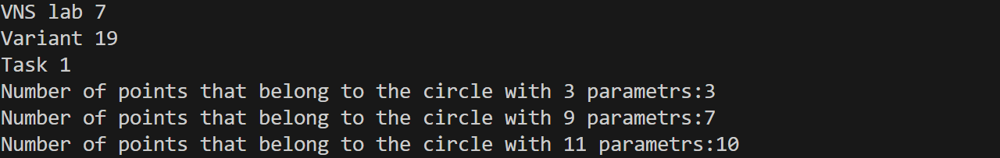 VNS lab 7
Variant 19
Task 1
Number of points that belong to the circle with 3 parametrs:3
Number of points that belong to the circle with 9 parametrs:7
Number of points that belong to the circle with 11 parametrs:10